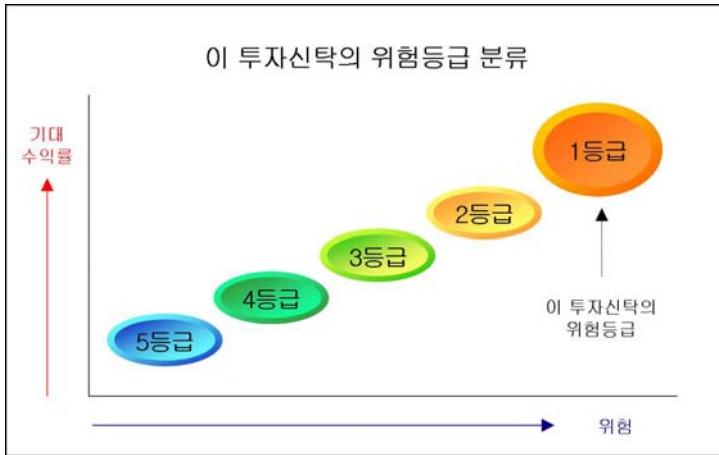 이 투자신탁의 위험등급 분류
기대
수익률
1등급
2등급
3등급
4등급
5등급
이 투자신탁의
위험등급
위험